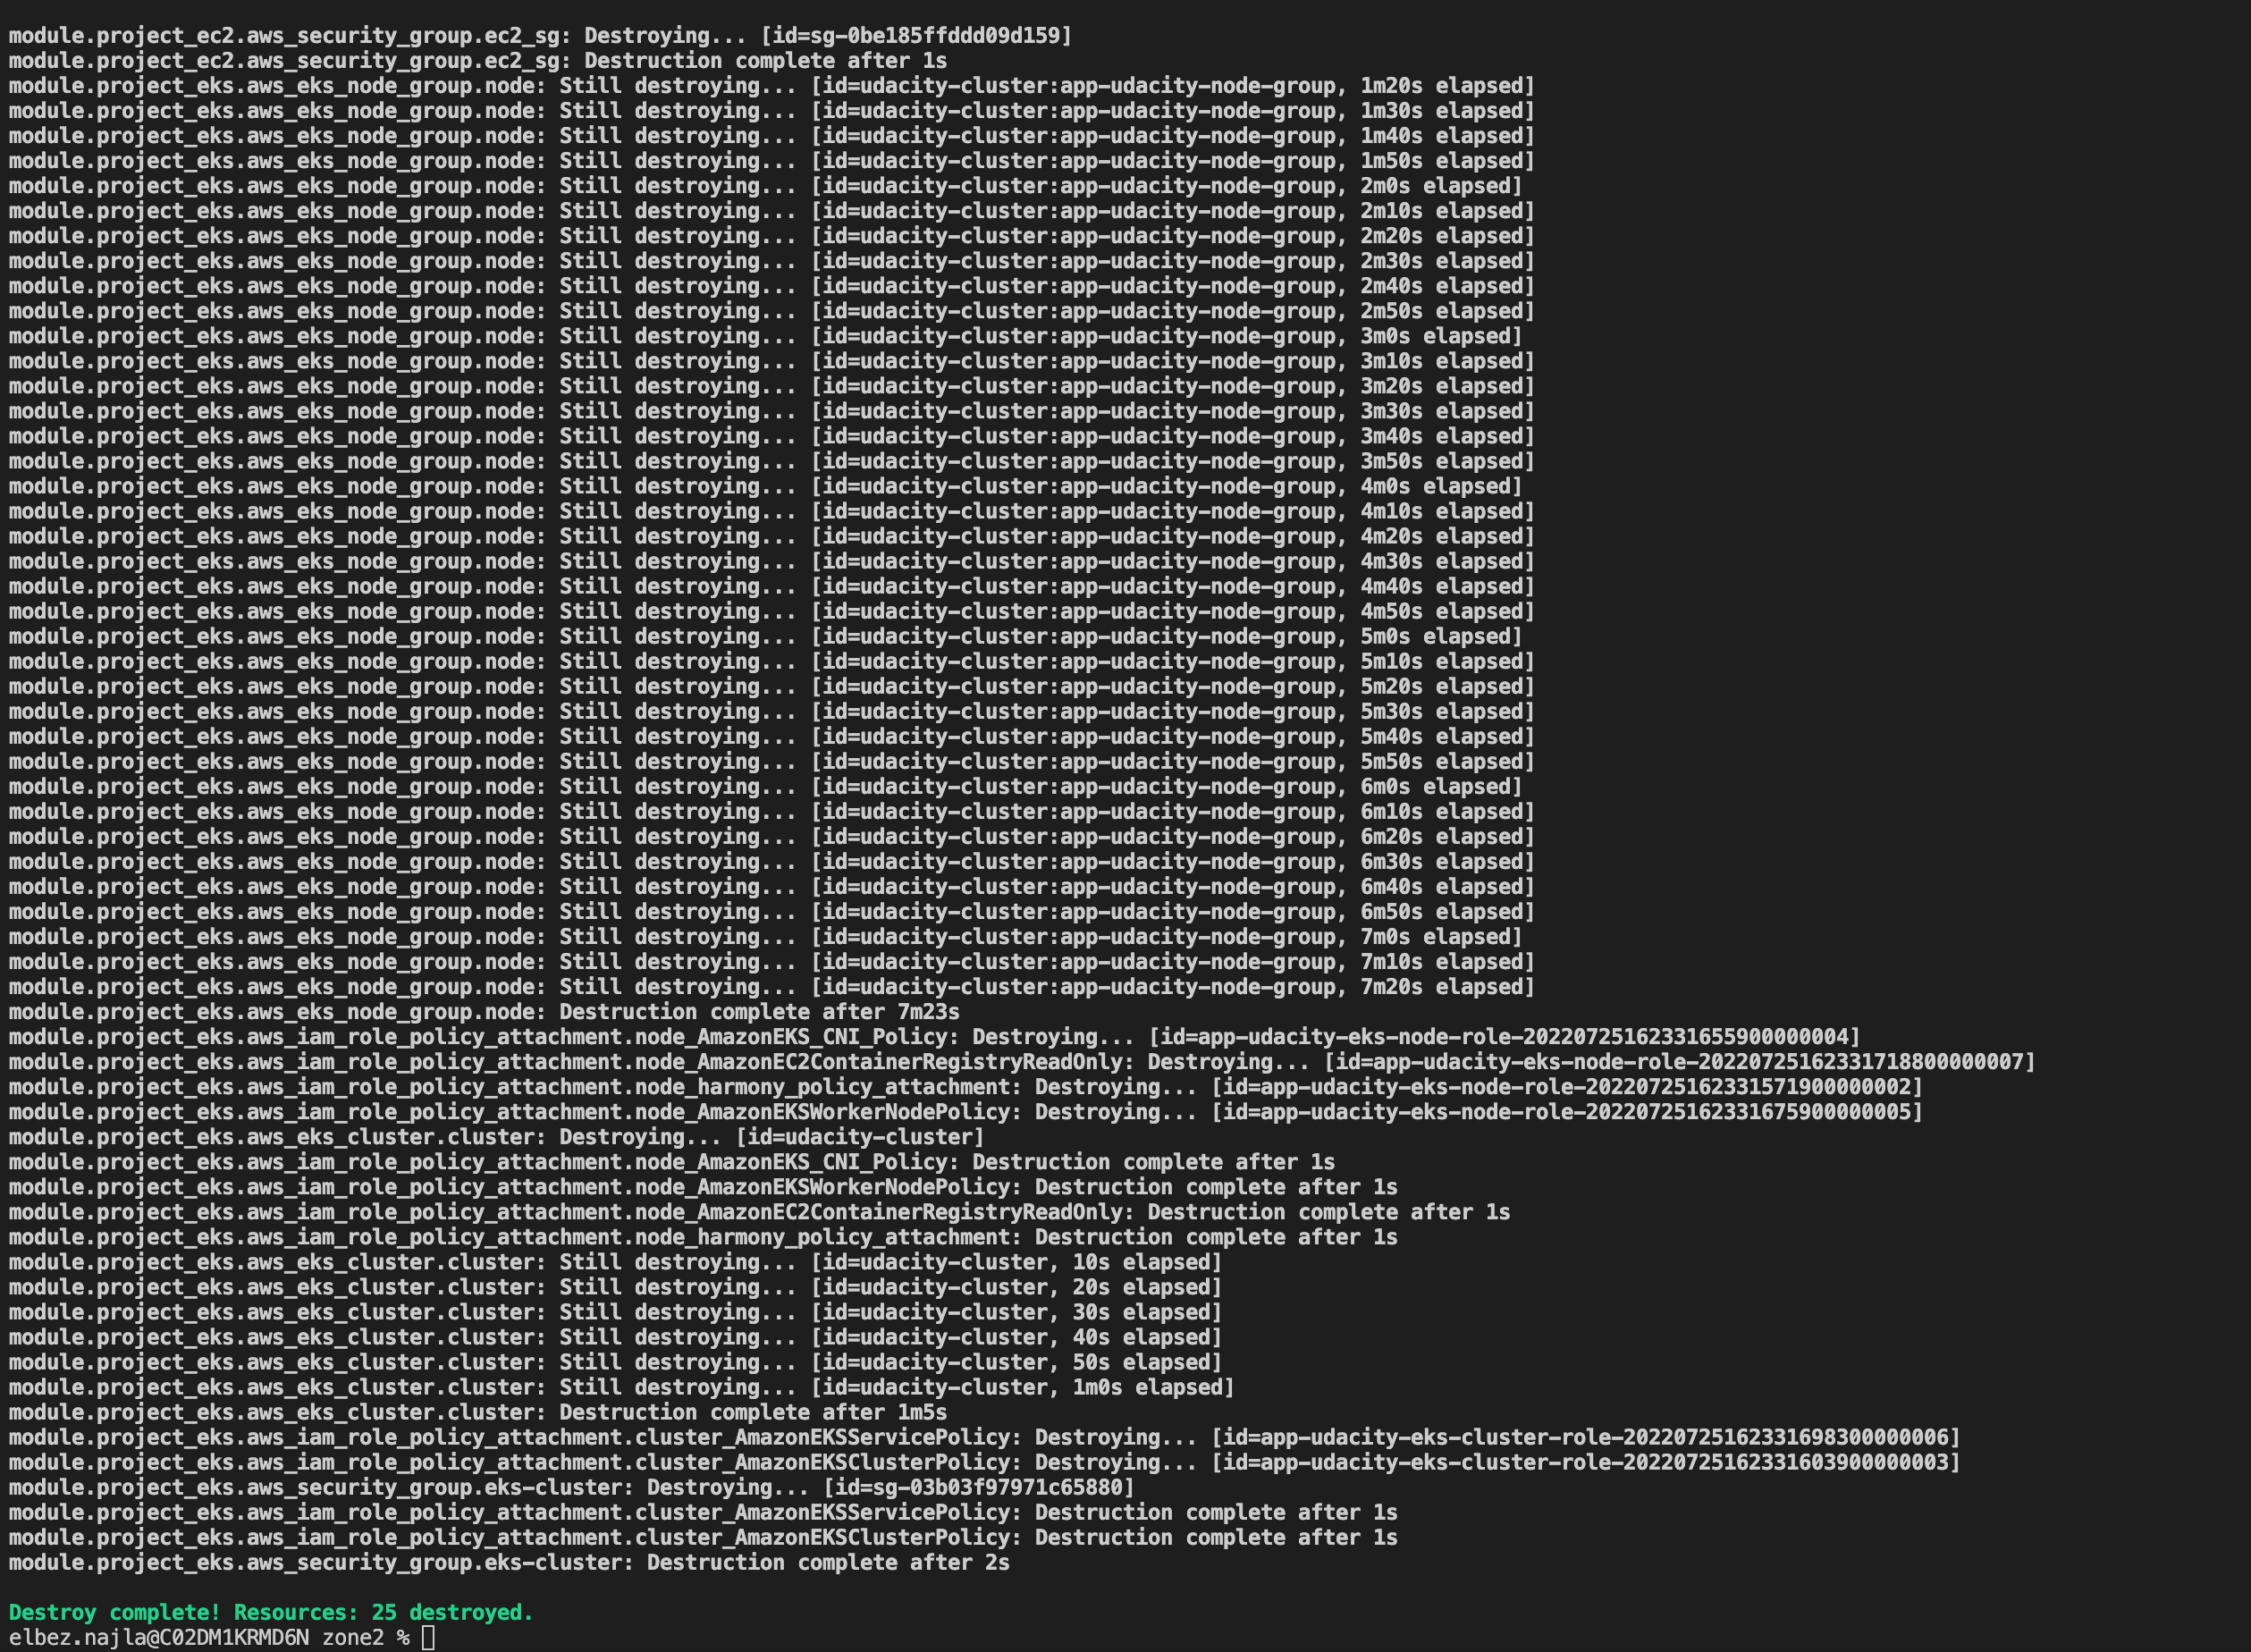 module.project_ec2.aws_security_group.ec2_sg: Destroying... [id=sg-0be185ffddd09d159]
module.project_ec2.aws_security_group.ec2_sg: Destruction complete after 1s
module.project_eks.aws_eks_node_group.node: Still destroying... [id=udacity-cluster:app-udacity-node-group, 1m20s elapsed]
module.project_eks.aws_eks_node_group.node: Still destroying... [id=udacity-cluster:app-udacity-node-group, 1m30s elapsed]
module.project_eks.aws_eks_node_group.node: Still destroying... [id=udacity-cluster:app-udacity-node-group, 1m40s elapsed]
module.project_eks.aws_eks_node_group.node: Still destroying... [id=udacity-cluster:app-udacity-node-group, 1m50s elapsed]
module.project_eks.aws_eks_node_group.node: Still destroying... [id=udacity-cluster:app-udacity-node-group, 2m0s elapsed]
module.project_eks.aws_eks_node_group.node: Still destroying... [id=udacity-cluster:app-udacity-node-group, 2m10s elapsed]
module.project_eks.aws_eks_node_group.node: Still destroying... [id=udacity-cluster:app-udacity-node-group, 2m20s elapsed]
module.project_eks.aws_eks_node_group.node: Still destroying... [id=udacity-cluster:app-udacity-node-group, 2m30s elapsed]
module.project_eks.aws_eks_node_group.node: Still destroying... [id=udacity-cluster:app-udacity-node-group, 2m40s elapsed]
module.project_eks.aws_eks_node_group.node: Still destroying... [id=udacity-cluster:app-udacity-node-group, 2m50s elapsed]
module.project_eks.aws_eks_node_group.node: Still destroying... [id=udacity-cluster:app-udacity-node-group, 3m0s elapsed]
module.project_eks.aws_eks_node_group.node: Still destroying... [id=udacity-cluster:app-udacity-node-group, 3m10s elapsed]
module.project_eks.aws_eks_node_group.node: Still destroying... [id=udacity-cluster:app-udacity-node-group, 3m20s elapsed]
module.project_eks.aws_eks_node_group.node: Still destroying... [id=udacity-cluster:app-udacity-node-group, 3m30s elapsed]
module.project_eks.aws_eks_node_group.node: Still destroying... [id=udacity-cluster:app-udacity-node-group, 3m40s elapsed]
module.project_eks.aws_eks_node_group.node: Still destroying... [id=udacity-cluster:app-udacity-node-group, 3m50s elapsed]
module.project_eks.aws_eks_node_group.node: Still destroying... [id=udacity-cluster:app-udacity-node-group, 4m0s elapsed]
module.project_eks.aws_eks_node_group.node: Still destroying... [id=udacity-cluster:app-udacity-node-group, 4m10s elapsed]
module.project_eks.aws_eks_node_group.node: Still destroying... [id=udacity-cluster:app-udacity-node-group, 4m20s elapsed]
module.project_eks.aws_eks_node_group.node: Still destroying... [id=udacity-cluster:app-udacity-node-group, 4m30s elapsed]
module.project_eks.aws_eks_node_group.node: Still destroying... [id=udacity-cluster:app-udacity-node-group, 4m40s elapsed]
module.project_eks.aws_eks_node_group.node: Still destroying... [id=udacity-cluster:app-udacity-node-group, 4m50s elapsed]
module.project_eks.aws_eks_node_group.node: Still destroying... [id=udacity-cluster:app-udacity-node-group, 5m0s elapsed]
module.project_eks.aws_eks_node_group.node: Still destroying... [id=udacity-cluster:app-udacity-node-group, 5m10s elapsed]
module.project_eks.aws_eks_node_group.node: Still destroying... [id=udacity-cluster:app-udacity-node-group, 5m20s elapsed]
module.project_eks.aws_eks_node_group.node: Still destroying... [id=udacity-cluster:app-udacity-node-group, 5m30s elapsed]
module.project_eks.aws_eks_node_group.node: Still destroying... [id=udacity-cluster:app-udacity-node-group, 5m40s elapsed]
module.project_eks.aws_eks_node_group.node: Still destroying... [id=udacity-cluster:app-udacity-node-group, 5m50s elapsed]
module.project_eks.aws_eks_node_group.node: Still destroying... [id=udacity-cluster:app-udacity-node-group, 6m0s elapsed]
module.project_eks.aws_eks_node_group.node: Still destroying... [id=udacity-cluster:app-udacity-node-group, 6m10s elapsed]
module.project_eks.aws_eks_node_group.node: Still destroying... [id=udacity-cluster:app-udacity-node-group, 6m20s elapsed]
module.project_eks.aws_eks_node_group.node: Still destroying... [id=udacity-cluster:app-udacity-node-group, 6m30s elapsed]
module.project_eks.aws_eks_node_group.node: Still destroying... [id=udacity-cluster:app-udacity-node-group, 6m40s elapsed]
module.project_eks.aws_eks_node_group.node: Still destroying... [id=udacity-cluster:app-udacity-node-group, 6m50s elapsed]
module.project_eks.aws_eks_node_group.node: Still destroying... [id=udacity-cluster:app-udacity-node-group, 7m0s elapsed]
module.project_eks.aws_eks_node_group.node: Still destroying... [id=udacity-cluster:app-udacity-node-group, 7m10s elapsed]
module.project_eks.aws_eks_node_group.node: Still destroying... [id=udacity-cluster:app-udacity-node-group, 7m20s elapsed]
module.project_eks.aws_eks_node_group.node: Destruction complete after 7m23s
module.project_eks.aws_iam_role_policy_attachment.node_AmazonEKS_CNI_Policy: Destroying... [id=app-udacity-eks-node-role-20220725162331655900000004]
module.project_eks.aws_iam_role_policy_attachment.node_AmazonEC2ContainerRegistryReadOnly: Destroying... [id=app-udacity-eks-node-role-20220725162331718800000007]
module.project_eks.aws_iam_role_policy_attachment.node_harmony_policy_attachment: Destroying... [id=app-udacity-eks-node-role-20220725162331571900000002]
module.project_eks.aws_iam_role_policy_attachment.node_AmazonEKSWorkerNodePolicy: Destroying... [id=app-udacity-eks-node-role-20220725162331675900000005]
module.project_eks.aws_eks_cluster.cluster: Destroying... [id=udacity-cluster]
module.project_eks.aws_iam_role_policy_attachment.node_AmazonEKS_CNI_Policy: Destruction complete after 1s
module.project_eks.aws_iam_role_policy_attachment.node_AmazonEKSWorkerNodePolicy: Destruction complete after 1s
module.project_eks.aws_iam_role_policy_attachment.node_AmazonEC2ContainerRegistryReadOnly: Destruction complete after 1s
module.project_eks.aws_iam_role_policy_attachment.node_harmony_policy_attachment: Destruction complete after 1s
module.project_eks.aws_eks_cluster.cluster: Still destroying... [id=udacity-cluster, 10s elapsed]
module.project_eks.aws_eks_cluster.cluster: Still destroying... [id=udacity-cluster, 20s elapsed]
module.project_eks.aws_eks_cluster.cluster: Still destroying... [id=udacity-cluster, 30s elapsed]
module.project_eks.aws_eks_cluster.cluster: Still destroying... [id=udacity-cluster, 40s elapsed]
module.project_eks.aws_eks_cluster.cluster: Still destroying... [id=udacity-cluster, 50s elapsed]
module.project_eks.aws_eks_cluster.cluster: Still destroying... [id=udacity-cluster, 1m0s elapsed]
module.project_eks.aws_eks_cluster.cluster: Destruction complete after 1m5s
module.project_eks.aws_iam_role_policy_attachment.cluster_AmazonEKSServicePolicy: Destroying... [id=app-udacity-eks-cluster-role-20220725162331698300000006]
module.project_eks.aws_iam_role_policy_attachment.cluster_AmazonEKSClusterPolicy: Destroying... [id=app-udacity-eks-cluster-role-20220725162331603900000003]
module.project_eks.aws_security_group.eks-cluster: Destroying... [id=sg-03b03f97971c65880]
module.project_eks.aws_iam_role_policy_attachment.cluster_AmazonEKSServicePolicy: Destruction complete after 1s
module.project_eks.aws_iam_role_policy_attachment.cluster_AmazonEKSClusterPolicy: Destruction complete after 1s
module.project_eks.aws_security_group.eks-cluster: Destruction complete after 2s
Destroy complete! Resources: 25 destroyed.
elbez.najla@C02DM1KRMD6N zone2 %